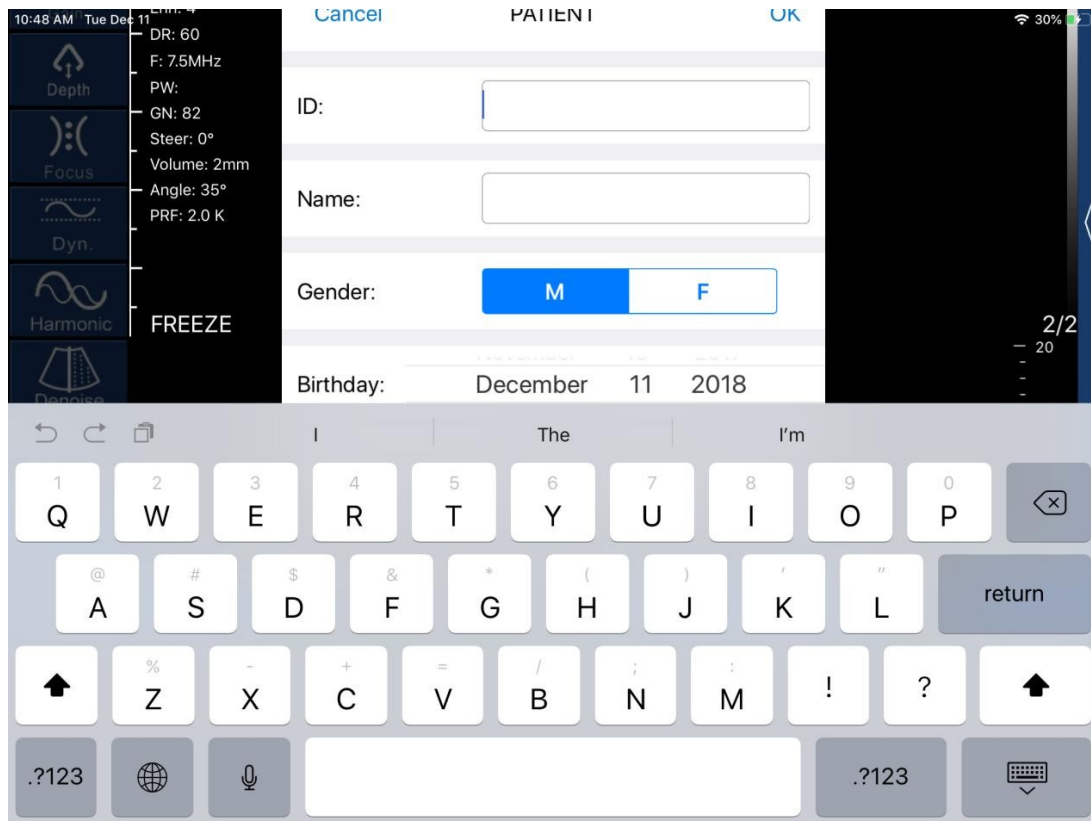 10:48 AM Tue Dec 11
30%
Depth
Focus
Dyn.
Harmonic
Denoise
DR: 60
F: 7.5MHz
PW:
GN: 82
Steer: 0°
Volume: 2mm
Angle: 35°
PRF: 2.0 K
FREEZE
Cancel PATIENT OK
ID:
Name:
Gender: M F
Birthday: December 11 2018
2/2
20
I The I'm
1 2 3 4 5 6 7 8 9 0
Q W E R T Y U I O P
@ # $ & * ( ) ' "
A S D F G H J K L return
% - + = / ; :
Z X C V B N M ! ?
.?123 .?123